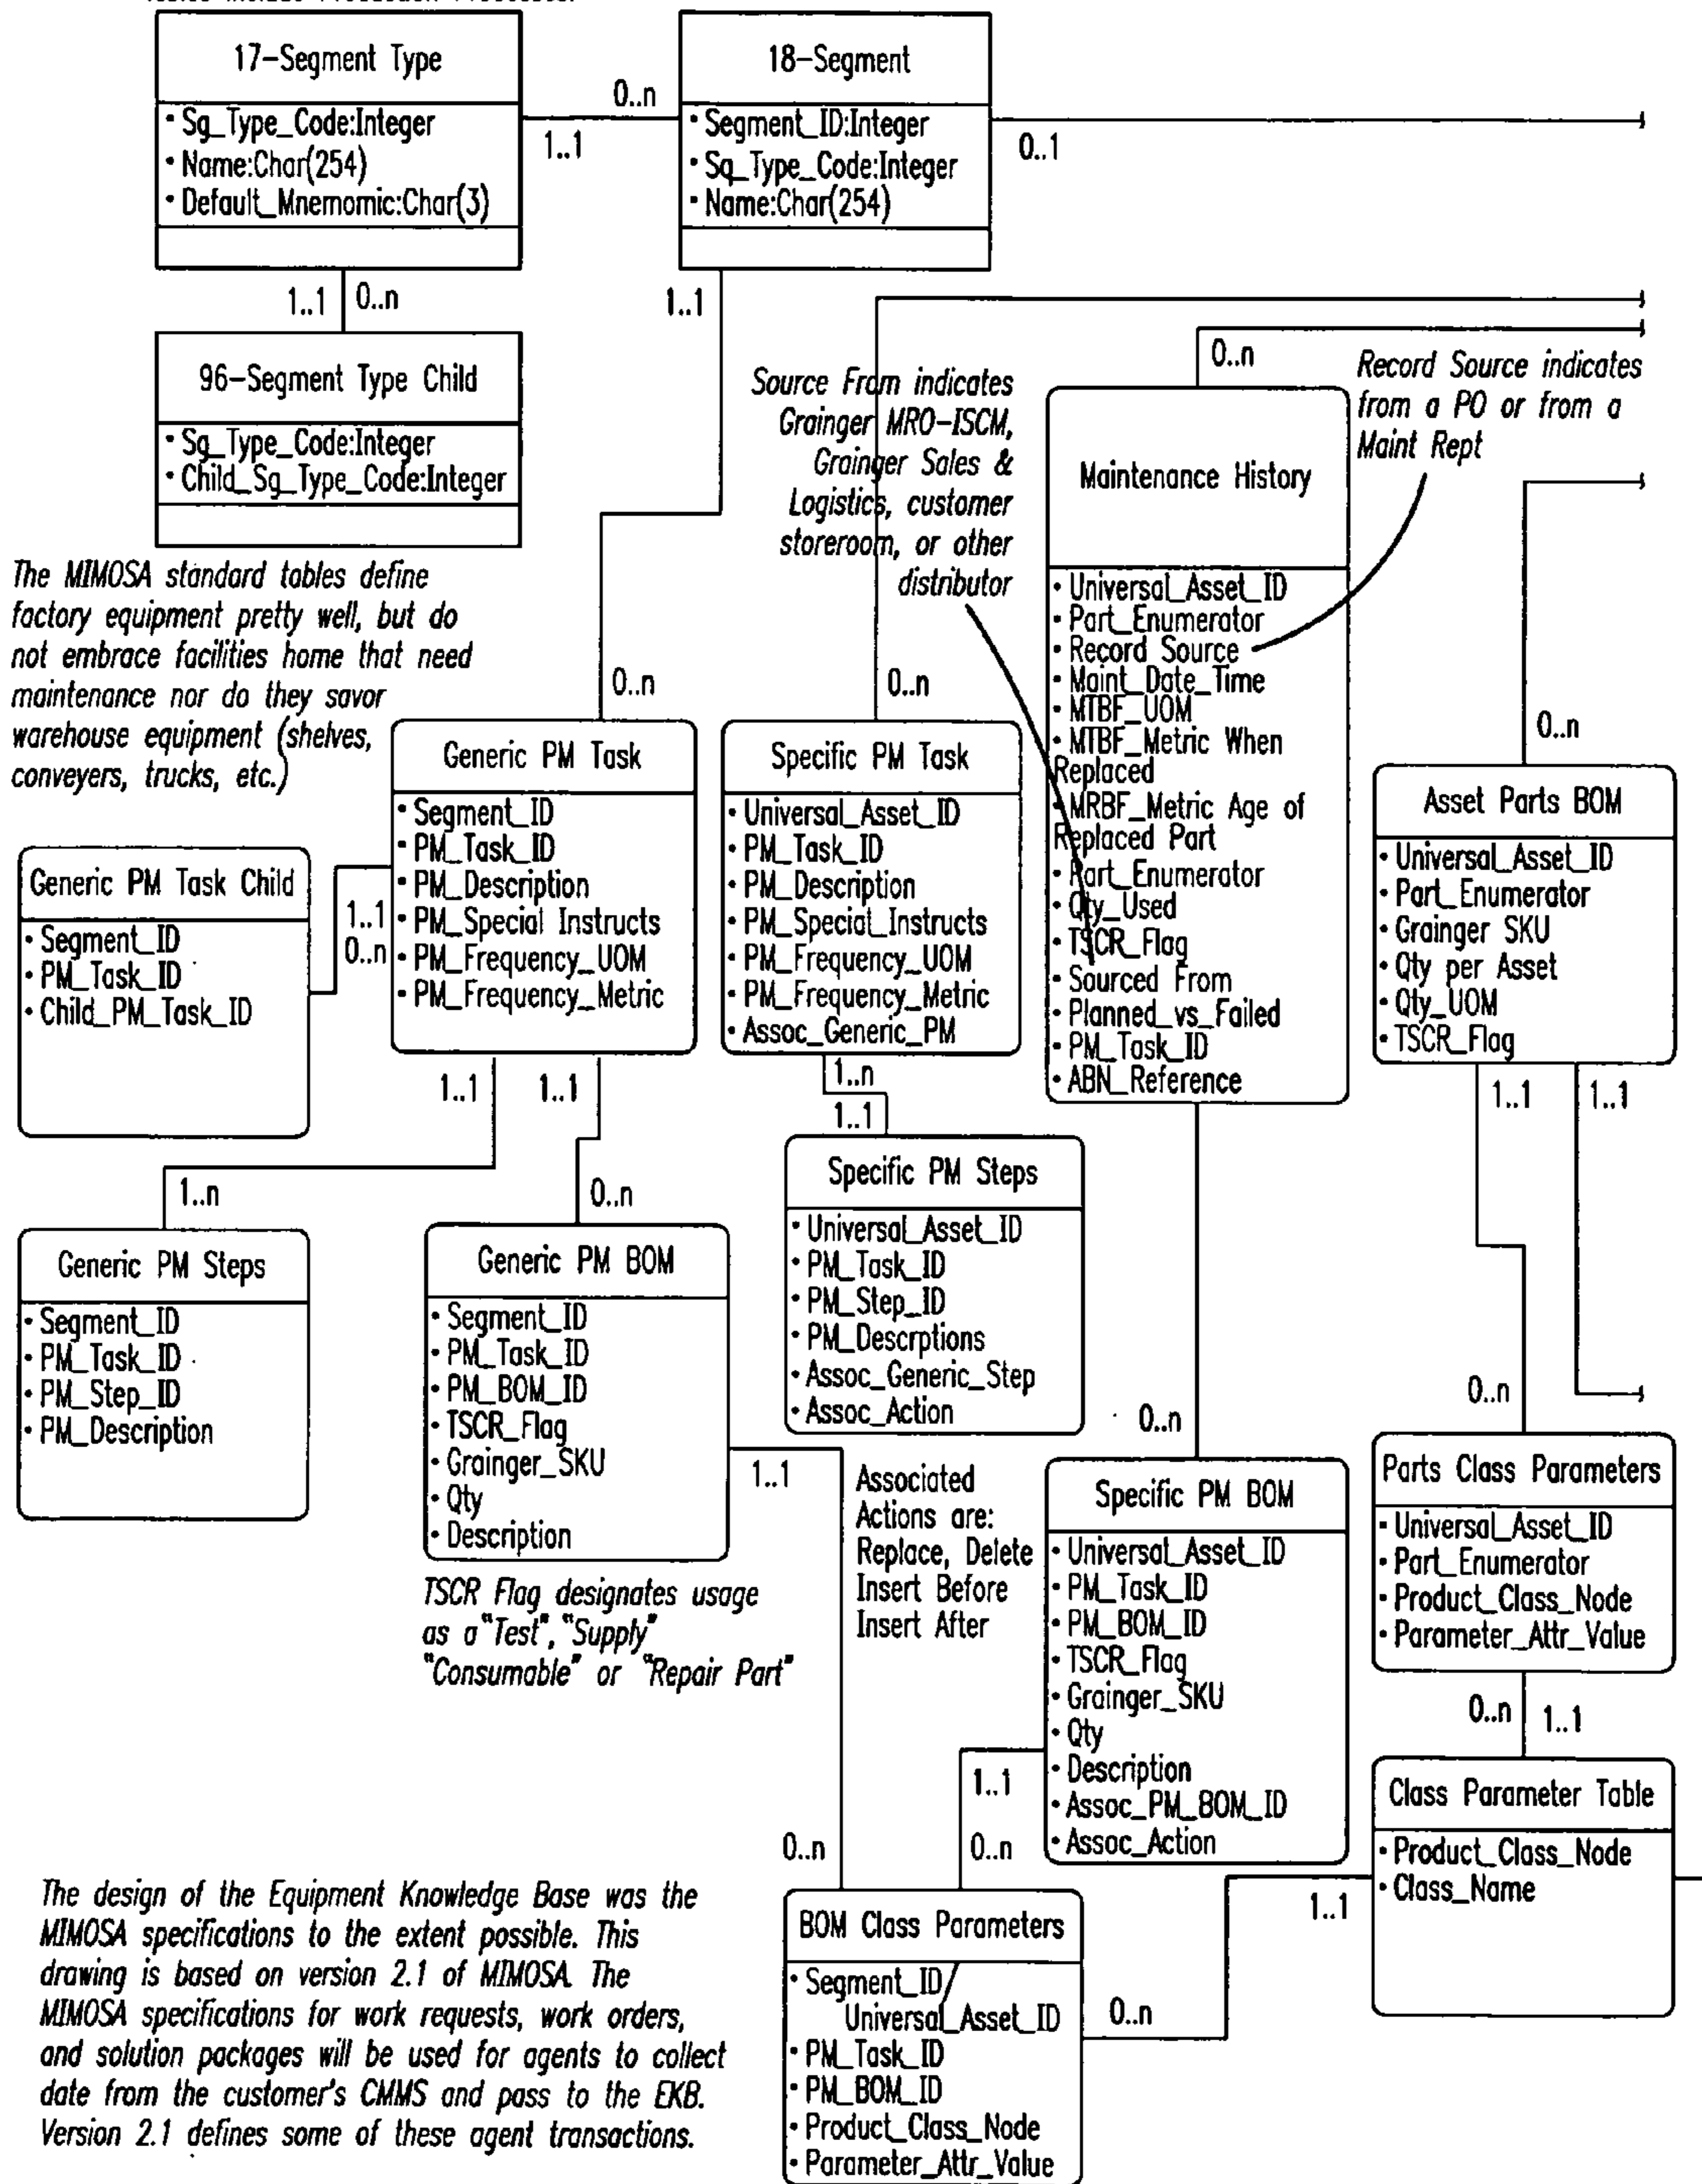 17-Segment Type
• Sg_Type_Code:Integer
• Name:Char(254)
• Default_Mnemomic:Char(3)
0..n
1..1
18-Segment
• Segment_ID:Integer
• Sq_Type_Code:Integer
• Name:Char(254)
0..1
1..1
0..n
1..1
96-Segment Type Child
• Sg_Type_Code:Integer
• Child_Sg_Type_Code:Integer
The MIMOSA standard tables define
factory equipment pretty well, but do
not embrace facilities home that need
maintenance nor do they savor
warehouse equipment (shelves,
conveyers, trucks, etc.)
Source From indicates
Grainger MRO-ISCM,
Grainger Sales &
Logistics, customer
storeroom, or other
distributor
0..n
Record Source indicates
from a PO or from a
Maint Rept
Maintenance History
• Universal_Asset_ID
• Part_Enumerator
• Record Source
• Maint_Date_Time
• MTBF_UOM
• MTBF_Metric When
Replaced
• MRBF_Metric Age of
Replaced Part
• Part_Enumerator
• Qty_Used
• TSCR_Flag
• Sourced From
• Planned_vs_Failed
• PM_Task_ID
• ABN_Reference
0..n
0..n
0..n
Generic PM Task
• Segment_ID
• PM_Task_ID
• PM_Description
• PM_Special Instructs
• PM_Frequency_UOM
• PM_Frequency_Metric
Specific PM Task
• Universal_Asset_ID
• PM_Task_ID
• PM_Description
• PM_Special_Instructs
• PM_Frequency_UOM
• PM_Frequency_Metric
• Assoc_Generic_PM
Asset Parts BOM
• Universal_Asset_ID
• Part_Enumerator
• Grainger SKU
• Qty per Asset
• Qty_UOM
• TSCR_Flag
Generic PM Task Child
• Segment_ID
• PM_Task_ID
• Child_PM_Task_ID
1..1
0..n
1..1
1..1
1..n
1..1
1..1
1..1
1..n
0..n
Generic PM Steps
• Segment_ID
• PM_Task_ID
• PM_Step_ID
• PM_Description
Generic PM BOM
• Segment_ID
• PM_Task_ID
• PM_BOM_ID
• TSCR_Flag
• Grainger_SKU
• Qty
• Description
Specific PM Steps
• Universal_Asset_ID
• PM_Task_ID
• PM_Step_ID
• PM_Descrptions
• Assoc_Generic_Step
• Assoc_Action
0..n
0..n
1..1
TSCR Flag designates usage
as a "Test", "Supply"
"Consumable" or "Repair Part"
Associated
Actions are:
Replace, Delete
Insert Before
Insert After
Specific PM BOM
• Universal_Asset_ID
• PM_Task_ID
• PM_BOM_ID
• TSCR_Flag
• Grainger_SKU
• Qty
• Description
• Assoc_PM_BOM_ID
• Assoc_Action
Parts Class Parameters
• Universal_Asset_ID
• Part_Enumerator
• Product_Class_Node
• Parameter_Attr_Value
0..n
1..1
1..1
0..n
0..n
Class Parameter Table
• Product_Class_Node
• Class_Name
1..1
0..n
The design of the Equipment Knowledge Base was the
MIMOSA specifications to the extent possible. This
drawing is based on version 2.1 of MIMOSA. The
MIMOSA specifications for work requests, work orders,
and solution packages will be used for agents to collect
date from the customer's CMMS and pass to the EKB.
Version 2.1 defines some of these agent transactions.
BOM Class Parameters
• Segment_ID/
Universal_Asset_ID
• PM_Task_ID
• PM_BOM_ID
• Product_Class_Node
• Parameter_Attr_Value